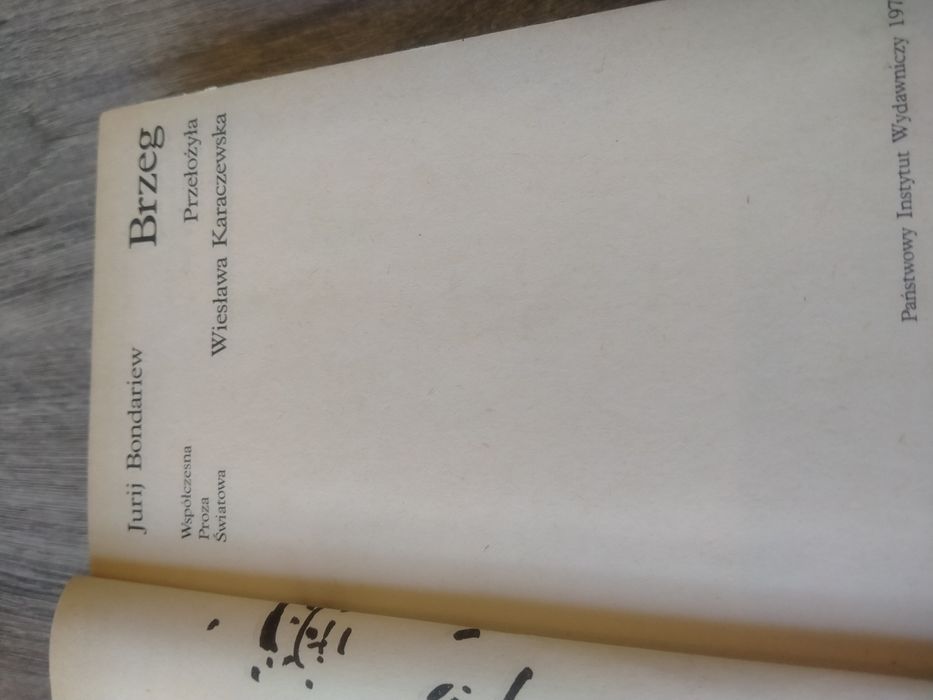 Jurij Bondariew
Brzeg
Współczesna
Proza
Światowa
Przełożyła
Wiesława Karaczewska
Państwowy Instytut Wydawniczy